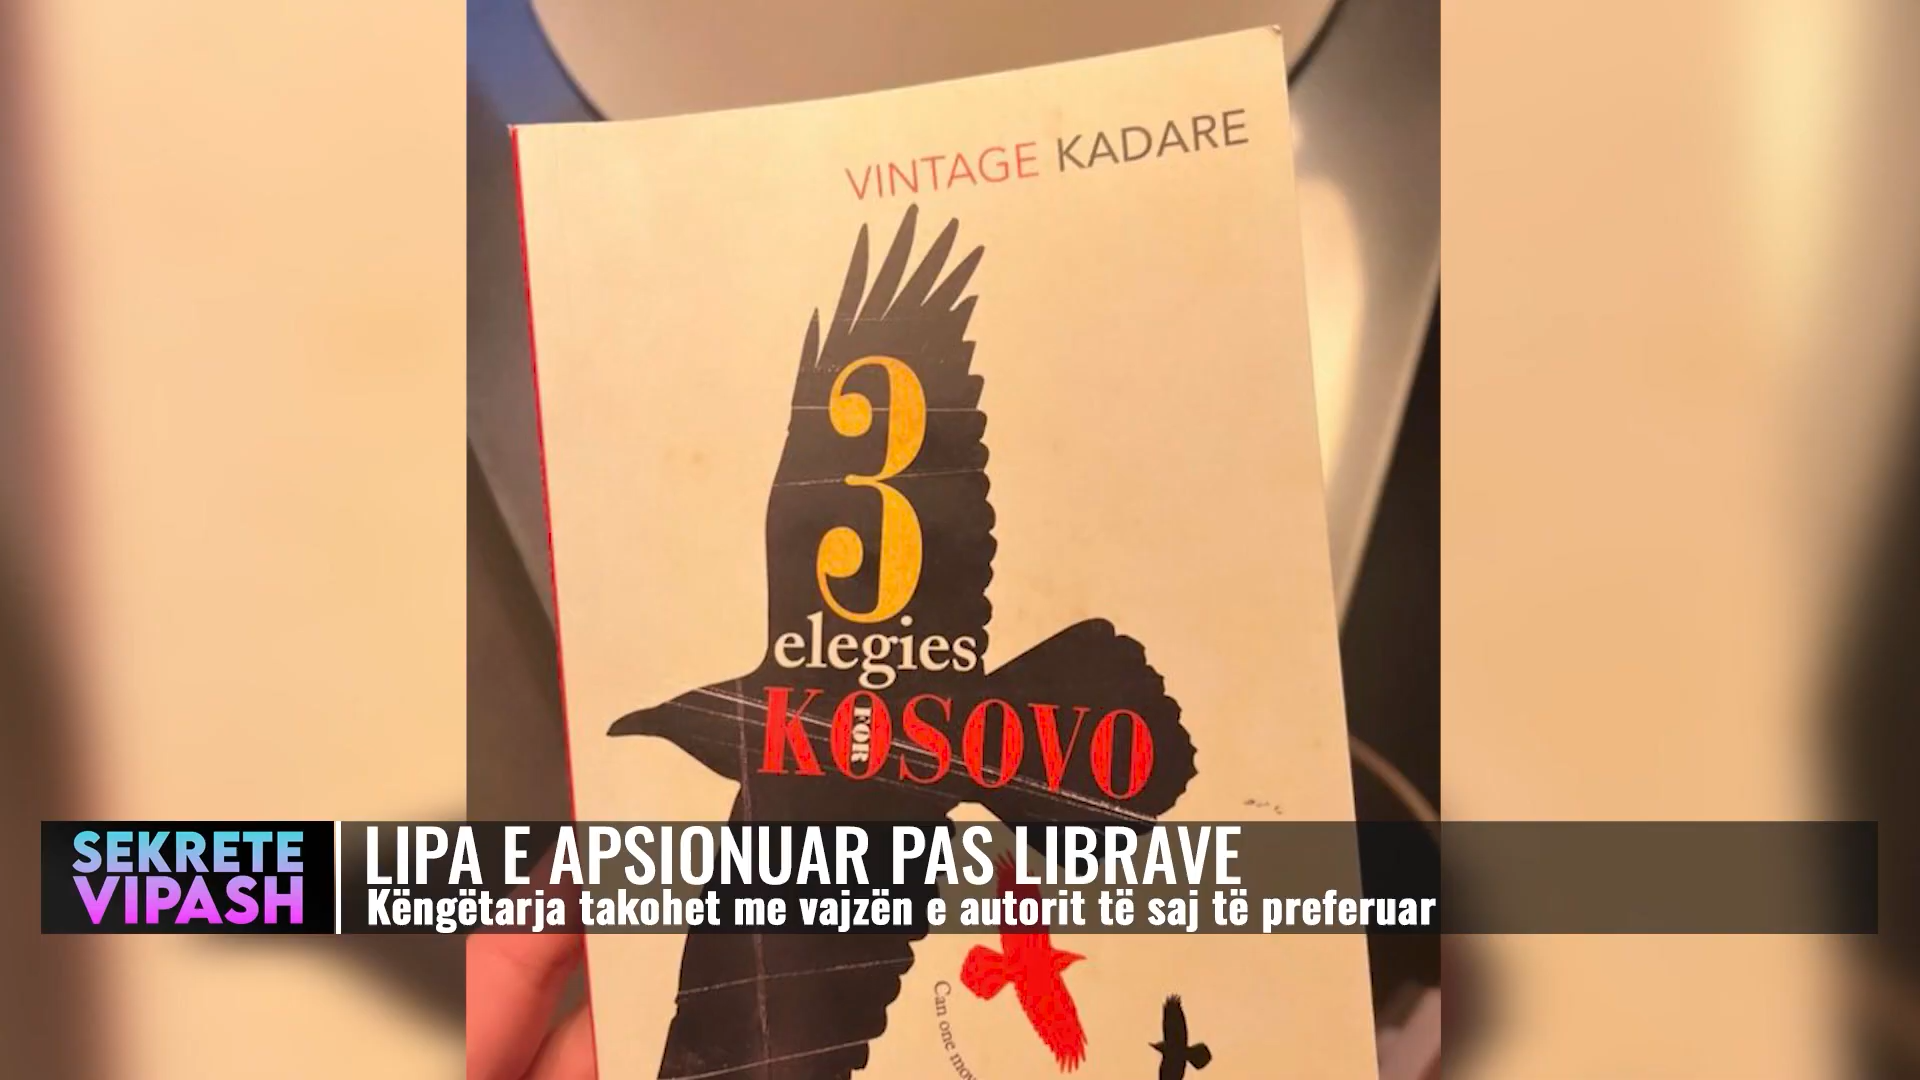 VINTAGE KADARE
3
elegies
FOR
KOSOVO
SEKRETE
VIPASH
LIPA E APSIONUAR PAS LIBRAVE
Këngëtarja takohet me vajzën e autorit të saj të preferuar
Can one